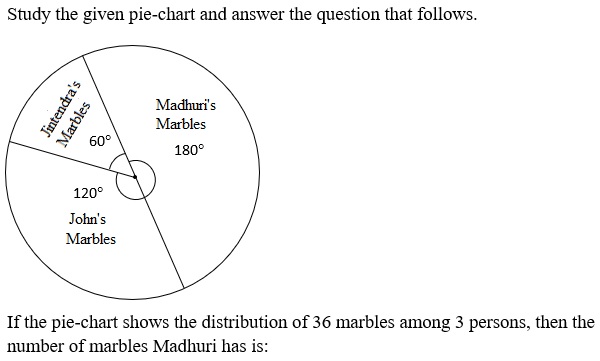 Study the given pie-chart and answer the question that follows.
Jintendra's
Marbles
60°
Madhuri's
Marbles
180°
120°
John's
Marbles
If the pie-chart shows the distribution of 36 marbles among 3 persons, then the
number of marbles Madhuri has is: